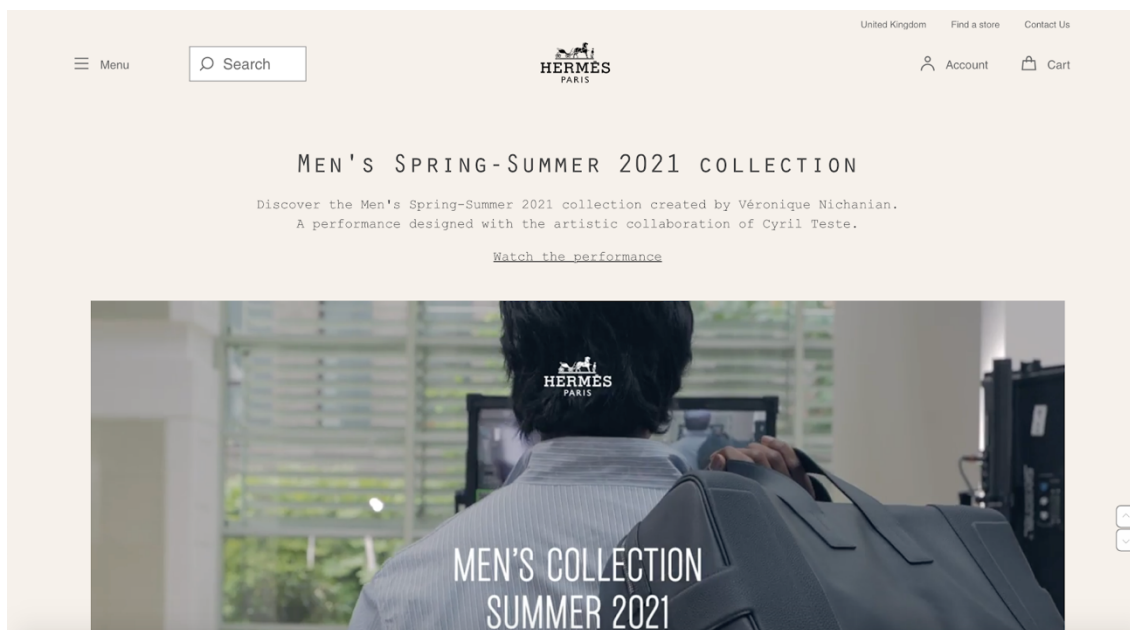 United Kingdom Find a store Contact Us
Menu Search HERMÈS Account Cart
PARIS
MEN'S SPRING-SUMMER 2021 COLLECTION
Discover the Men's Spring-Summer 2021 collection created by Véronique Nichanian.
A performance designed with the artistic collaboration of Cyril Teste.
Watch the performance
HERMÈS
PARIS
MEN'S COLLECTION
SUMMER 2021